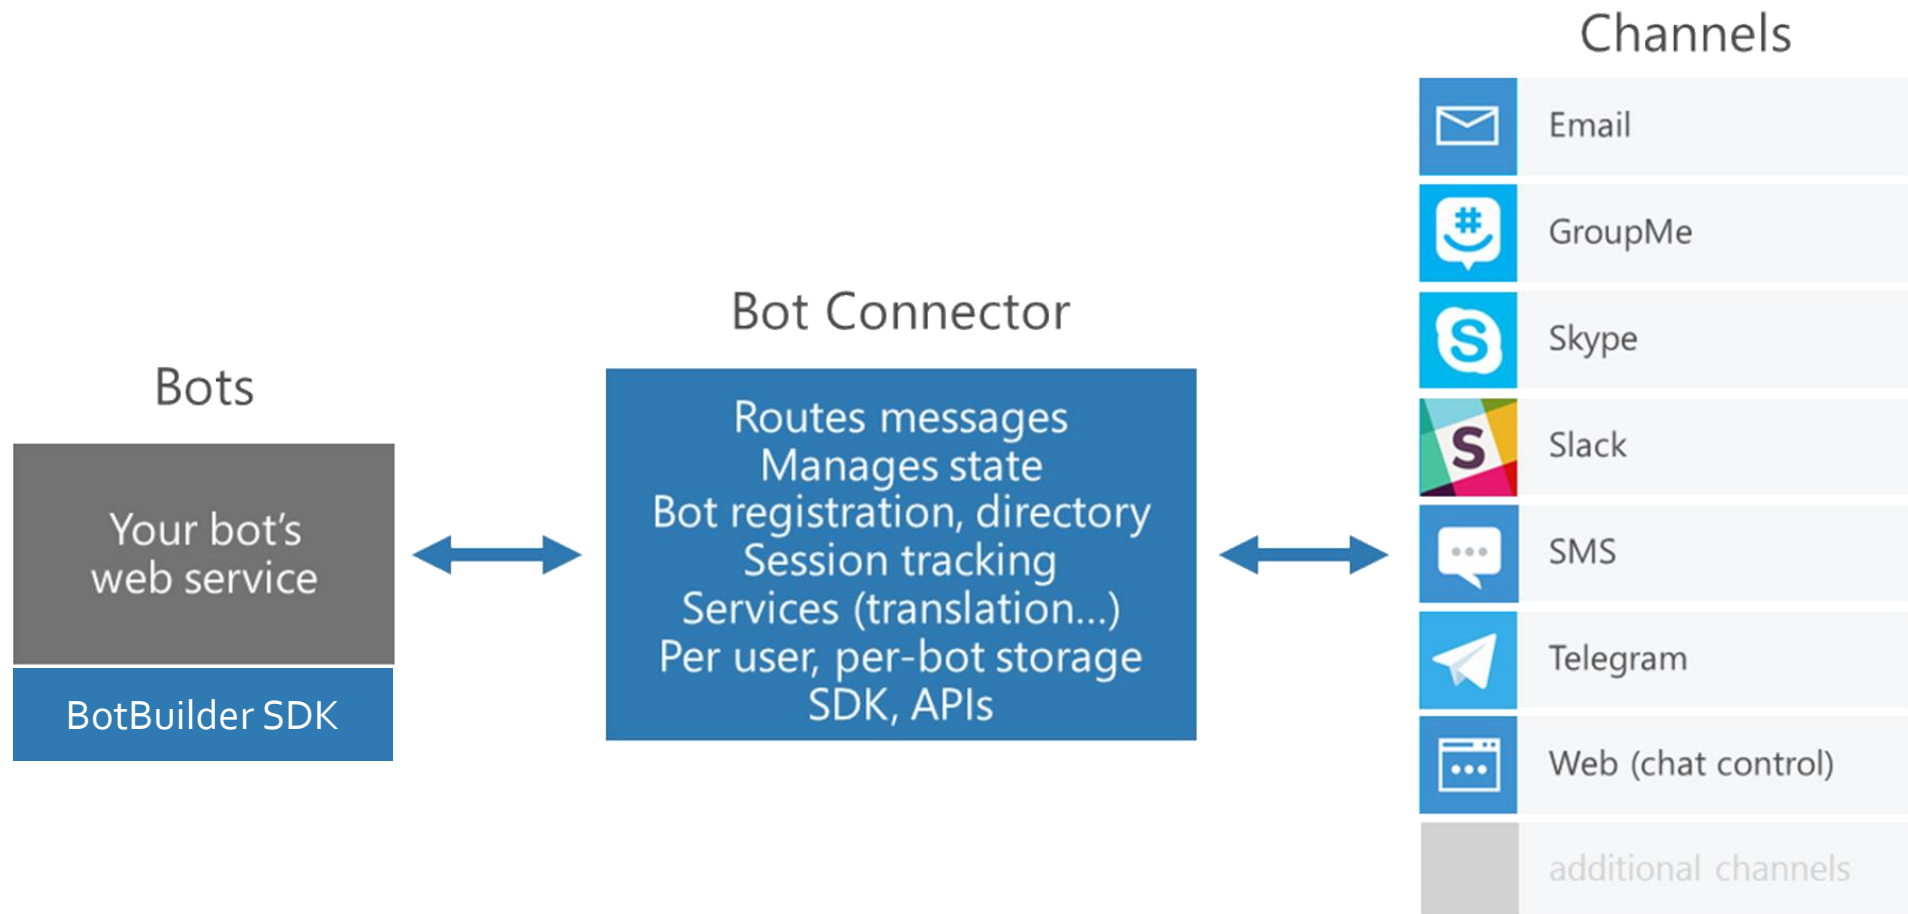 Bots
Your bot’s
web service
BotBuilder SDK
Bot Connector
Routes messages
Manages state
Bot registration, directory
Session tracking
Services (translation...)
Per user, per-bot storage
SDK, APIs
Channels
Email
#
GroupMe
S
Skype
S
Slack
SMS
Telegram
Web (chat control)
additional channels